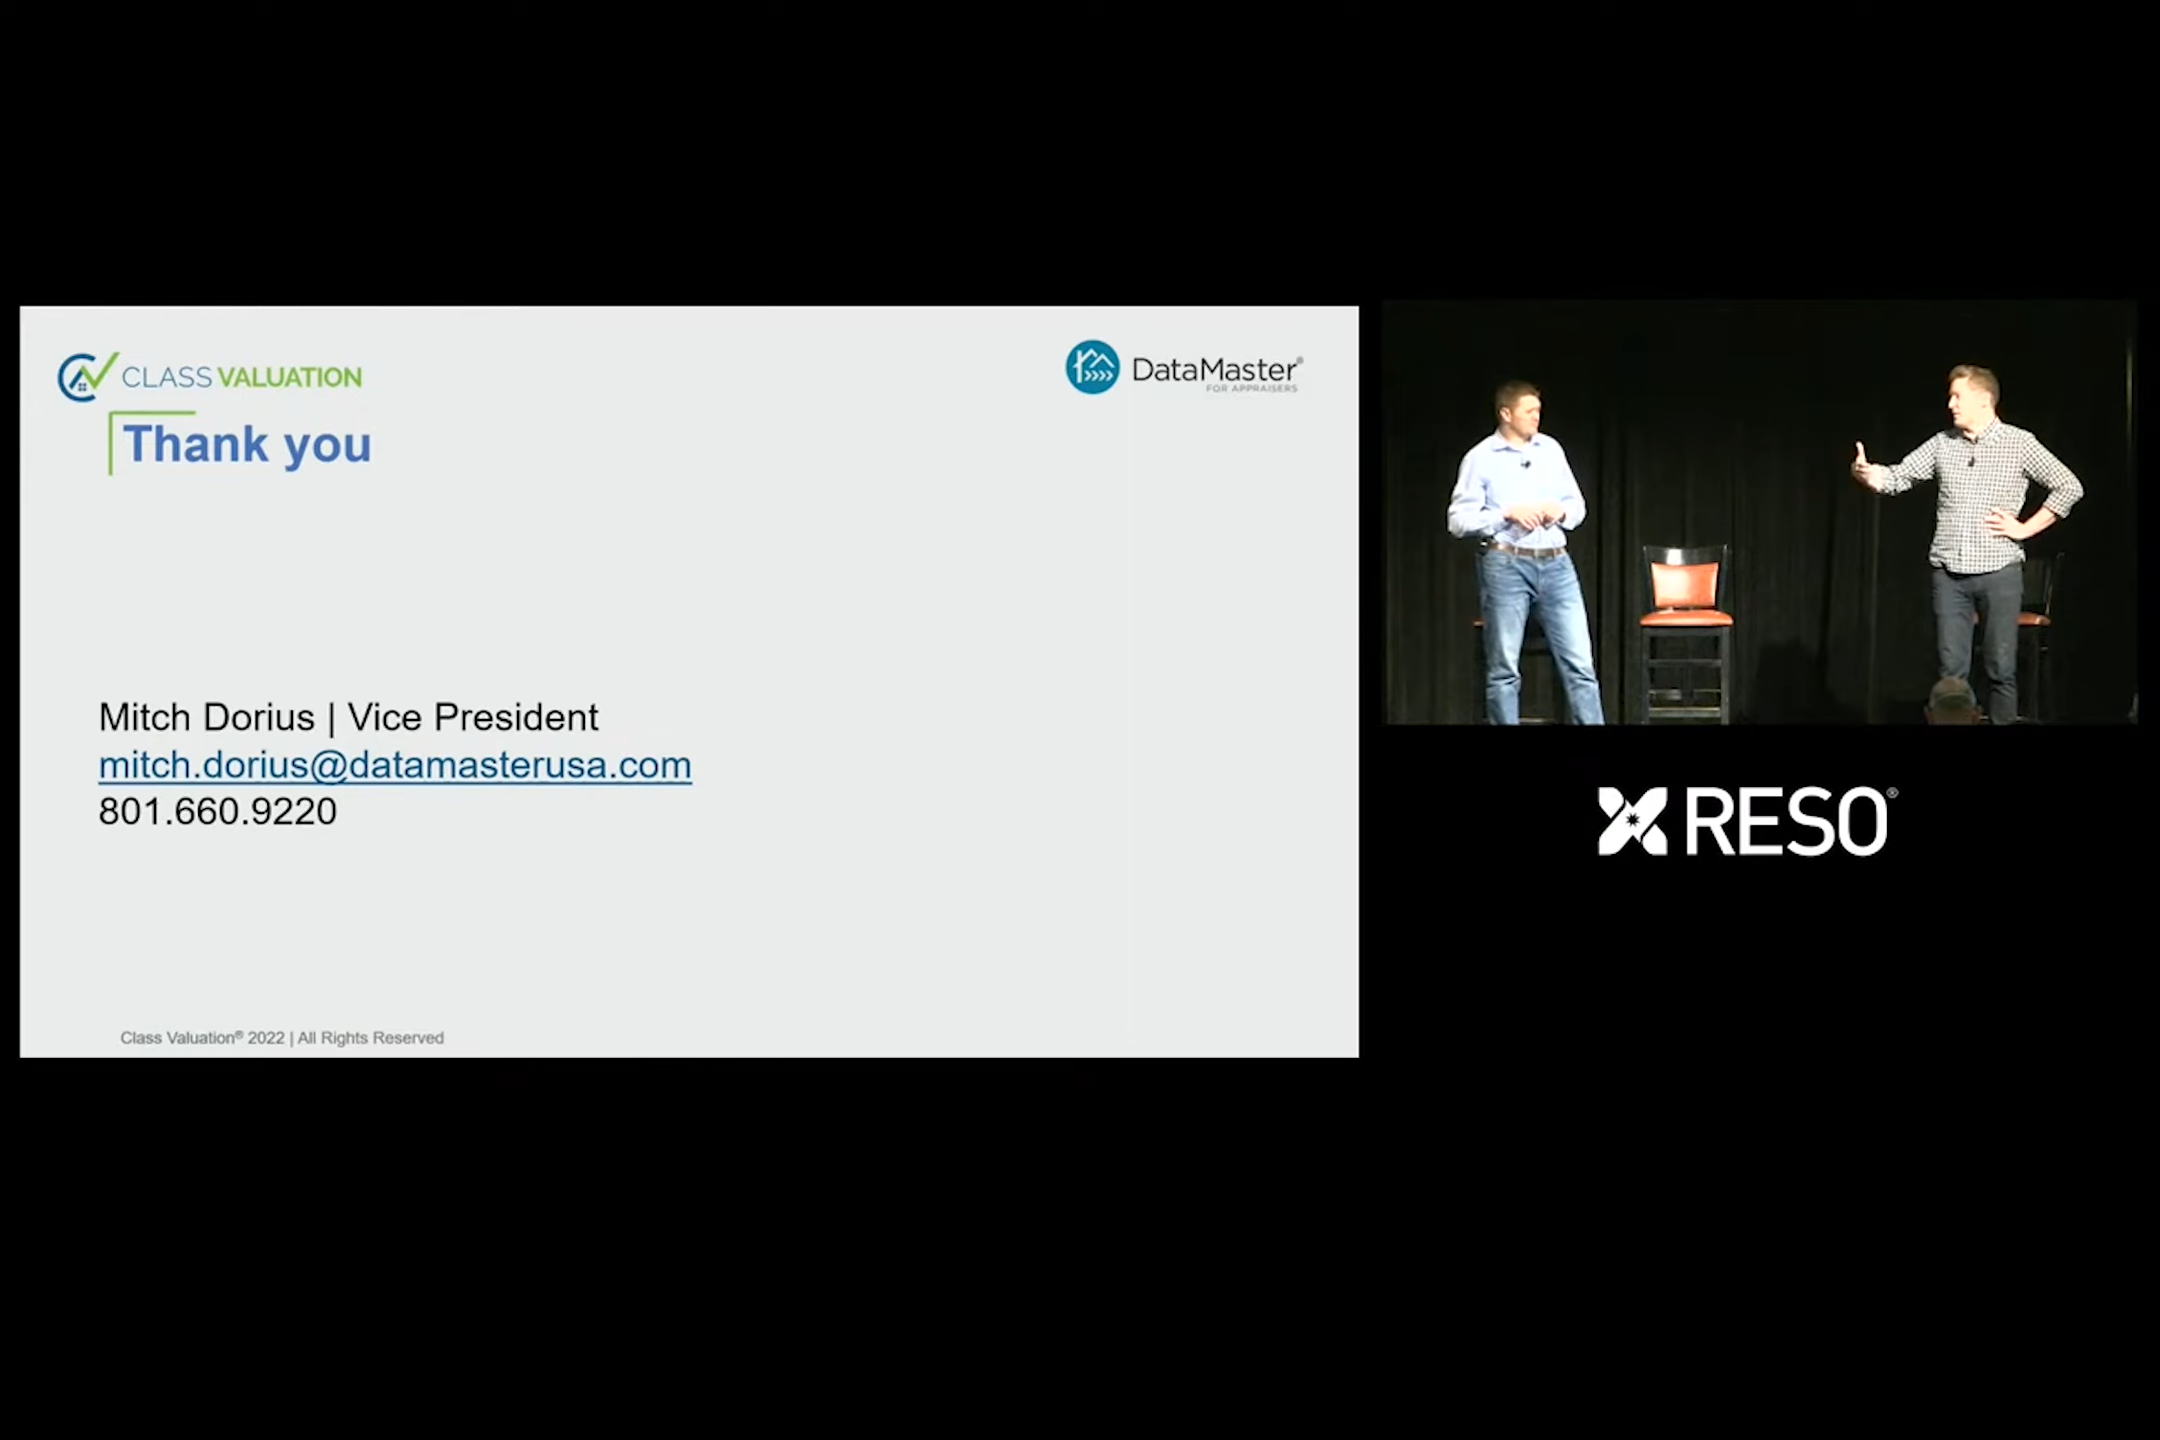 CLASS VALUATION
DataMaster®
FOR APPRAISERS
Thank you
Mitch Dorius | Vice President
mitch.dorius@datamasterusa.com
801.660.9220
Class Valuation® 2022 | All Rights Reserved
RESO®